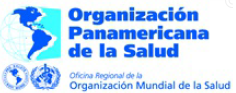 Organización
Panamericana
de la Salud
Oficina Regional de la
Organización Mundial de la Salud